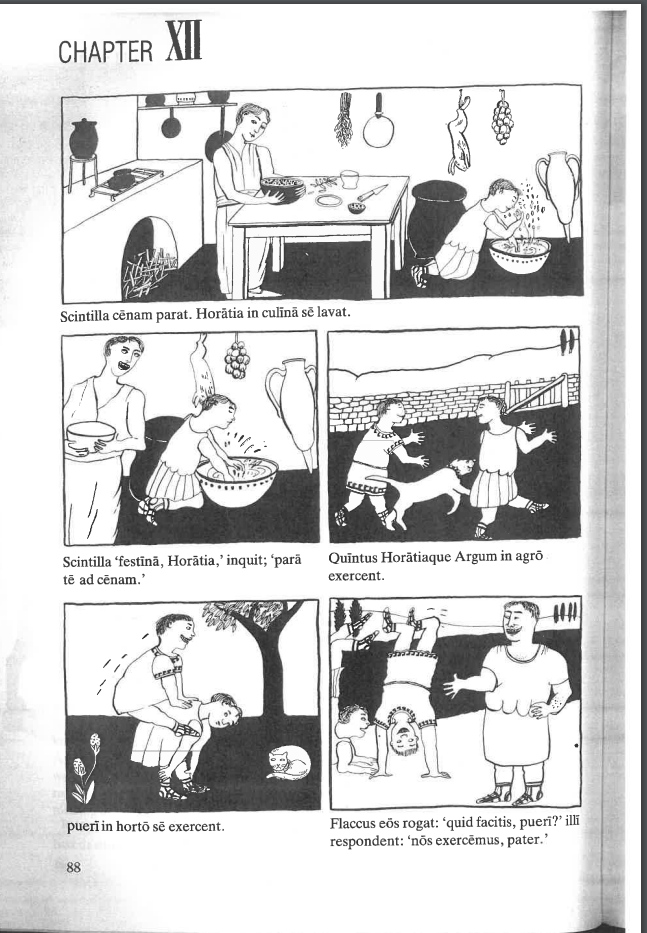 CHAPTER XII
Scintilla cēnam parat. Horātia in culīnā sē lavat.
Scintilla ‘festīnā, Horātia,’ inquit; ‘parā
tē ad cēnam.’
Quīntus Horātiaque Argum in agrō
exercent.
puerī in hortō sē exercent.
Flaccus eōs rogat: ‘quid facitis, puerī?’ illī
respondent: ‘nōs exercēmus, pater.’
88